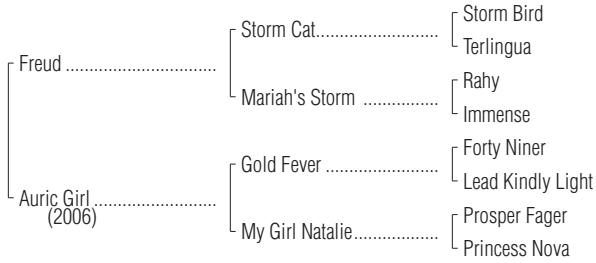 Storm Bird
Storm Cat..........................
Terlingua
Freud ................................
Rahy
Mariah's Storm ................
Immense
Forty Niner
Gold Fever ........................
Lead Kindly Light
Auric Girl..........................
(2006)
Prosper Fager
My Girl Natalie..................
Princess Nova